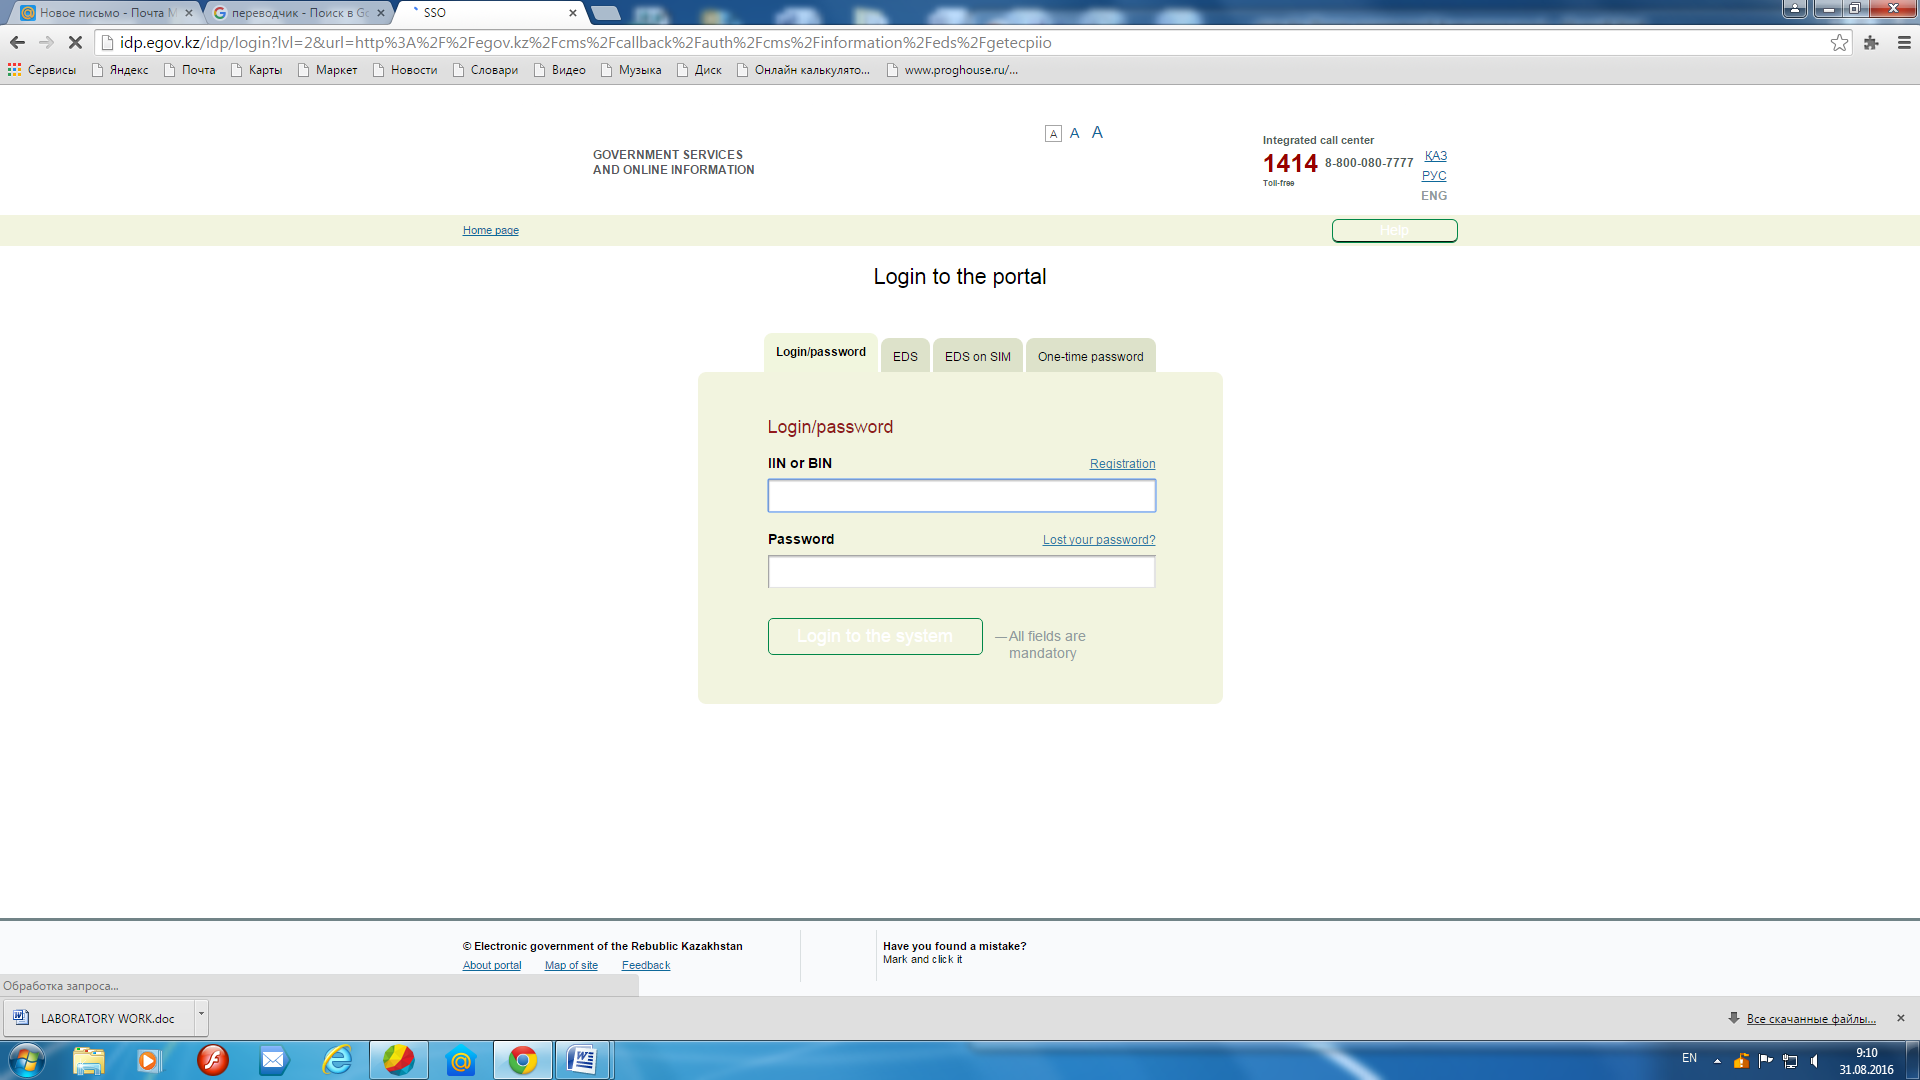 Новое письмо - Почта M
переводчик - Поиск в Go
SSO
idp.egov.kz/idp/login?lvl=2&url=http%3A%2F%2Fegov.kz%2Fcms%2Fcallback%2Fauth%2Fcms%2Finformation%2Feds%2Fgetecpiio
Сервисы Яндекс Почта Карты Маркет Новости Словари Видео Музыка Диск Онлайн калькулято... www.proghouse.ru/...
A A A
GOVERNMENT SERVICES
AND ONLINE INFORMATION
Integrated call center
1414 8-800-080-7777
Toll-free
ҚАЗ
РУС
ENG
Home page
Help
Login to the portal
Login/password EDS EDS on SIM One-time password
Login/password
IIN or BIN Registration
Password Lost your password?
Login to the system
—All fields are
mandatory
© Electronic government of the Rebublic Kazakhstan
About portal Map of site Feedback
Have you found a mistake?
Mark and click it
Обработка запроса...
LABORATORY WORK.doc
Все скачанные файлы...
EN
9:10
31.08.2016